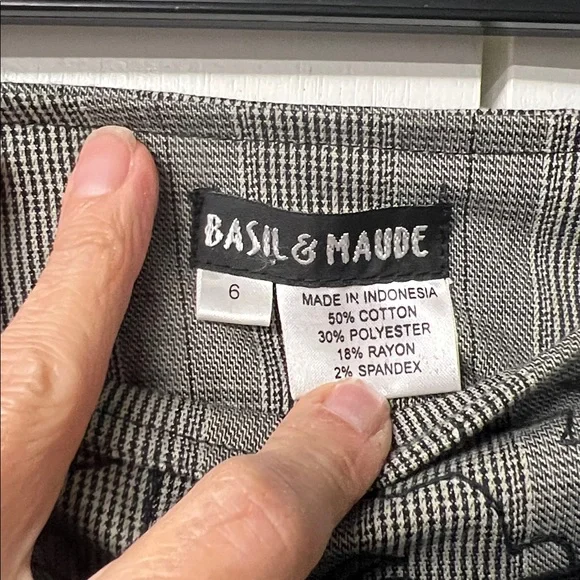 BASIL & MAUDE
6
MADE IN INDONESIA
50% COTTON
30% POLYESTER
18% RAYON
2% SPANDEX